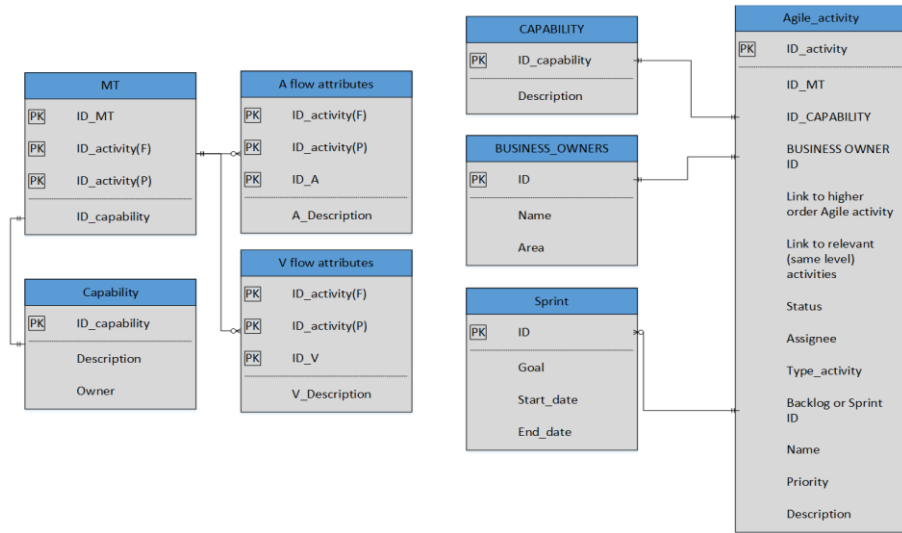 MT
PK ID_MT
PK ID_activity(F)
PK ID_activity(P)
ID_capability
Capability
PK ID_capability
Description
Owner
A flow attributes
PK ID_activity(F)
PK ID_activity(P)
PK ID_A
A_Description
V flow attributes
PK ID_activity(F)
PK ID_activity(P)
PK ID_V
V_Description
CAPABILITY
PK ID_capability
Description
BUSINESS_OWNERS
PK ID
Name
Area
Sprint
PK ID
Goal
Start_date
End_date
Agile_activity
PK ID_activity
ID_MT
ID_CAPABILITY
BUSINESS OWNER
ID
Link to higher
order Agile activity
Link to relevant
(same level)
activities
Status
Assignee
Type_activity
Backlog or Sprint
ID
Name
Priority
Description